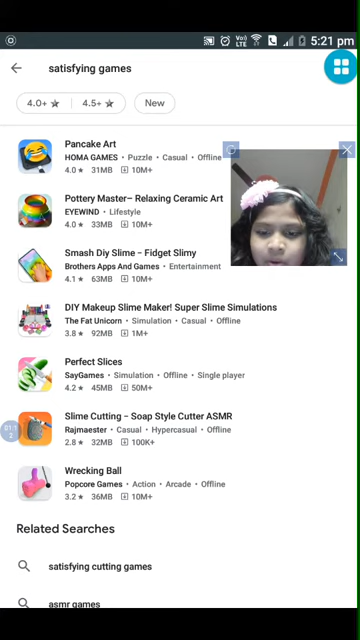 5:21 pm
satisfying games
4.0+ ★ 4.5+ ★ New
Pancake Art
HOMA GAMES • Puzzle • Casual • Offline
4.0 ★ 31MB 10M+
Pottery Master– Relaxing Ceramic Art
EYEWIND • Lifestyle
4.0 ★ 33MB 10M+
Smash Diy Slime - Fidget Slimy
Brothers Apps And Games • Entertainment
4.1 ★ 63MB 10M+
DIY Makeup Slime Maker! Super Slime Simulations
The Fat Unicorn • Simulation • Casual • Offline
3.8 ★ 92MB 1M+
Perfect Slices
SayGames • Simulation • Offline • Single player
4.2 ★ 45MB 50M+
Slime Cutting - Soap Style Cutter ASMR
Rajmaester • Casual • Hypercasual • Offline
2.8 ★ 32MB 100K+
Wrecking Ball
Popcore Games • Action • Arcade • Offline
3.2 ★ 36MB 10M+
Related Searches
satisfying cutting games
asmr games